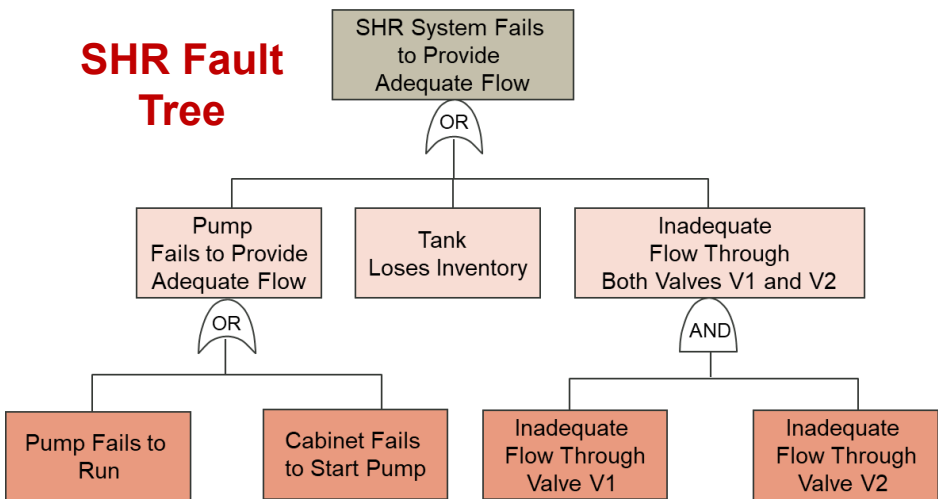 SHR Fault
Tree
SHR System Fails
to Provide
Adequate Flow
OR
Pump
Fails to Provide
Adequate Flow
Tank
Loses Inventory
Inadequate
Flow Through
Both Valves V1 and V2
OR
AND
Pump Fails to
Run
Cabinet Fails
to Start Pump
Inadequate
Flow Through
Valve V1
Inadequate
Flow Through
Valve V2